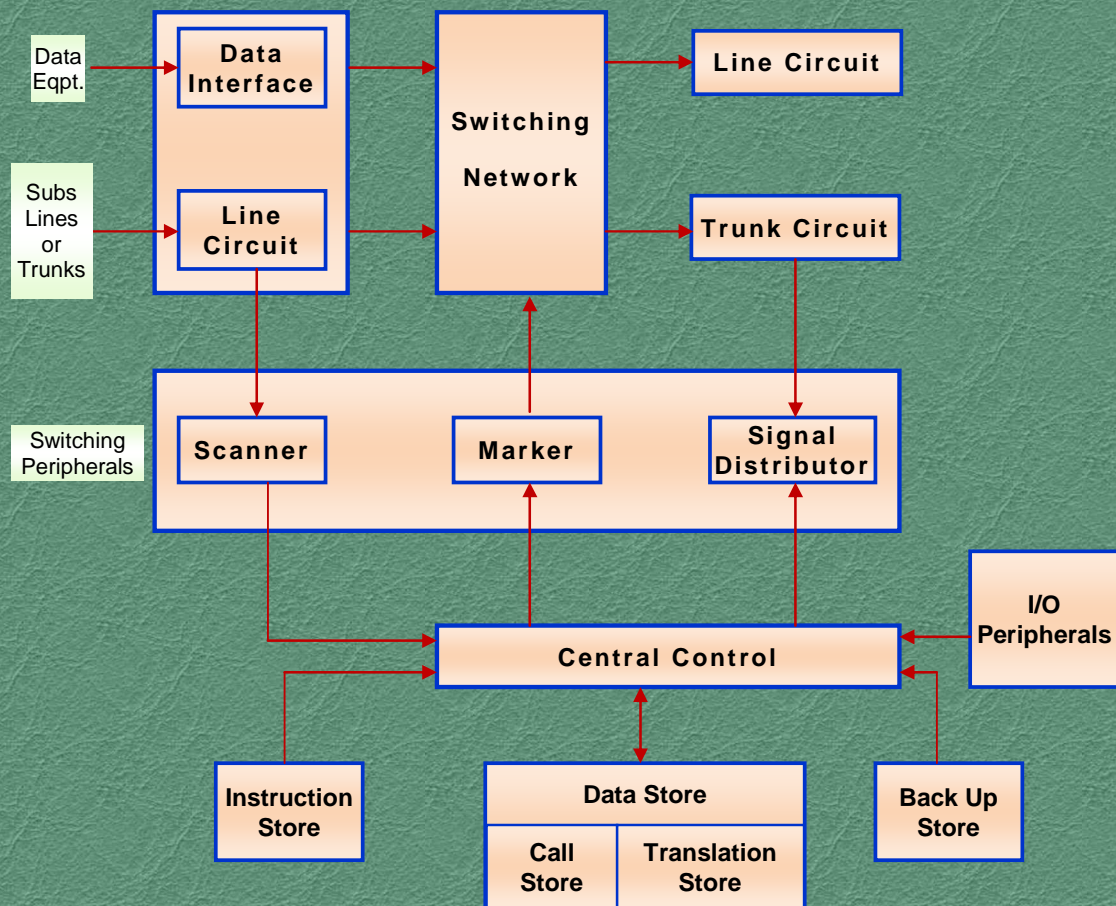 Data
Eqpt.
Data
Interface
Switching
Network
Line Circuit
Subs
Lines
or
Trunks
Line
Circuit
Trunk Circuit
Switching
Peripherals
Scanner
Marker
Signal
Distributor
I/O
Peripherals
Central Control
Instruction
Store
Data Store
Call
Store
Translation
Store
Back Up
Store